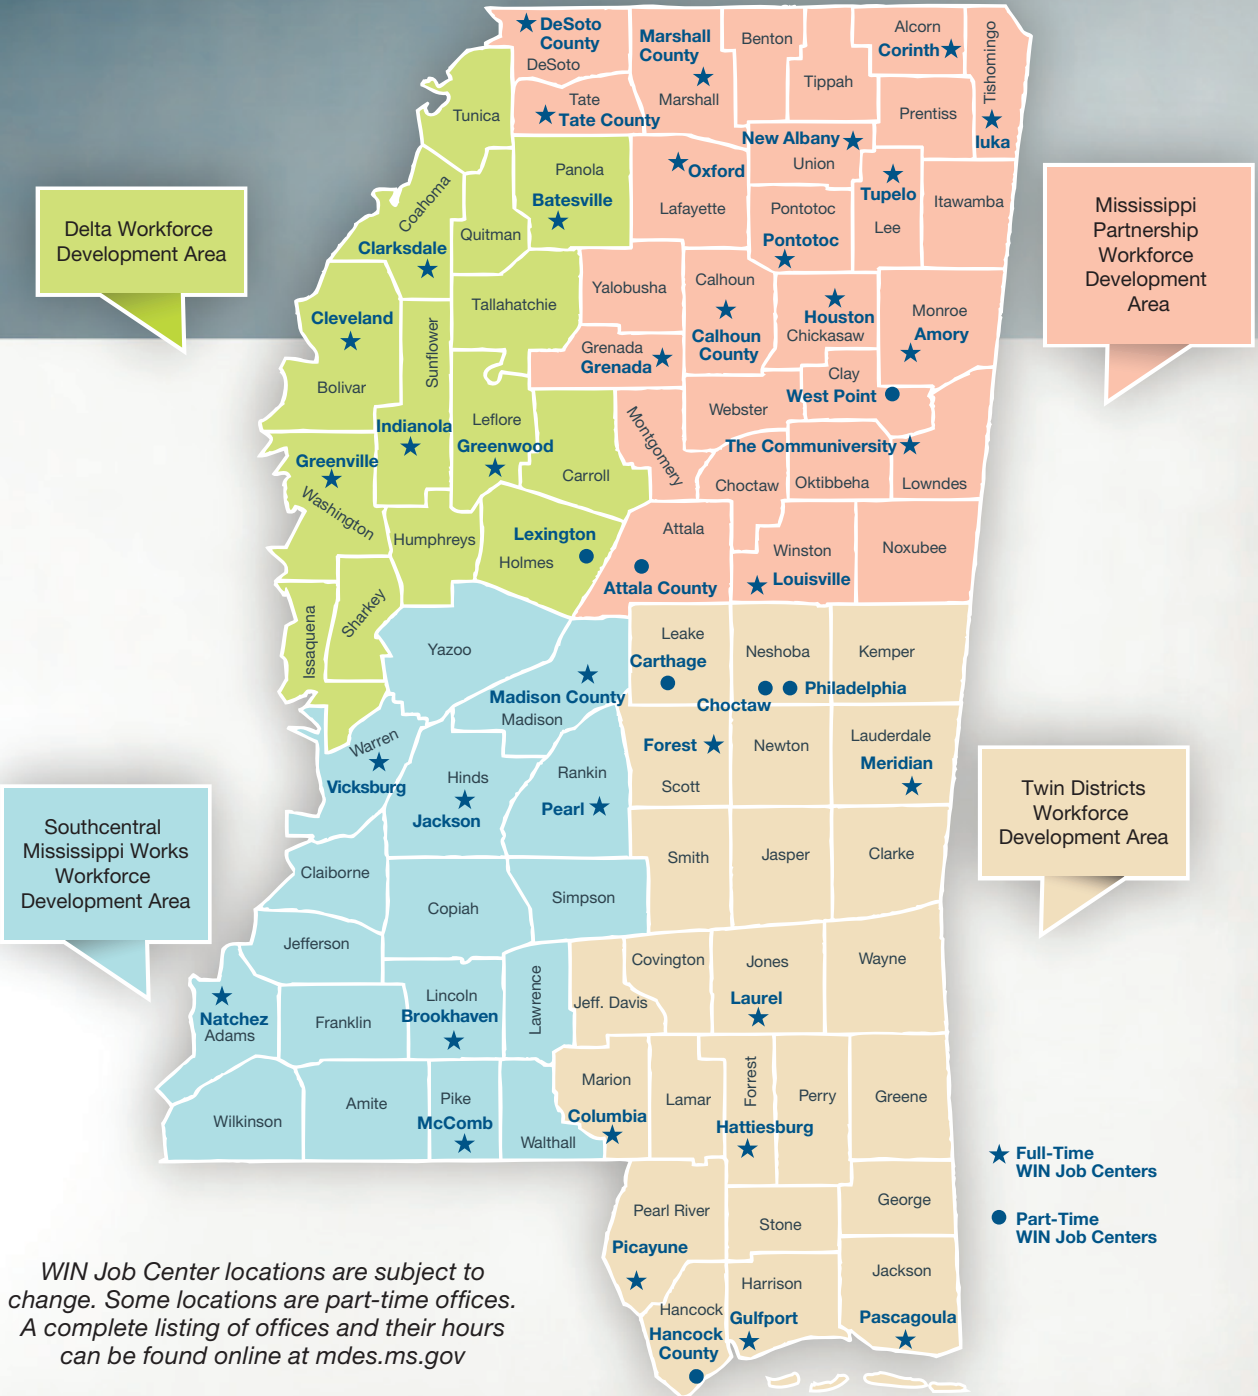 DeSoto
County
DeSoto
Marshall
County
Marshall
Benton
Tippah
Alcorn
Corinth
Tishomingo
Iuka
Prentiss
Tunica
Tate
Tate County
New Albany
Union
Panola
Batesville
Oxford
Lafayette
Pontotoc
Pontotoc
Tupelo
Lee
Itawamba
Delta Workforce
Development Area
Mississippi
Partnership
Workforce
Development
Area
Coahoma
Clarksdale
Quitman
Tallahatchie
Yalobusha
Calhoun
Calhoun
County
Houston
Chickasaw
Monroe
Amory
Cleveland
Bolivar
Sunflower
Indianola
Grenada
Grenada
Clay
West Point
Webster
Montgomery
Leflore
Greenwood
Carroll
The Communiversity
Choctaw
Oktibbeha
Lowndes
Greenville
Washington
Humphreys
Lexington
Holmes
Attala
Attala County
Winston
Louisville
Noxubee
Issaquena
Sharkey
Yazoo
Madison County
Madison
Leake
Carthage
Neshoba
Choctaw
Philadelphia
Kemper
Warren
Vicksburg
Hinds
Jackson
Rankin
Pearl
Forest
Scott
Newton
Lauderdale
Meridian
Southcentral
Mississippi Works
Workforce
Development Area
Twin Districts
Workforce
Development Area
Claiborne
Copiah
Simpson
Smith
Jasper
Clarke
Jefferson
Natchez
Adams
Franklin
Lincoln
Brookhaven
Lawrence
Jeff. Davis
Covington
Jones
Laurel
Wayne
Wilkinson
Amite
Pike
McComb
Walthall
Marion
Columbia
Lamar
Forrest
Hattiesburg
Perry
Greene
Full-Time
WIN Job Centers
Part-Time
WIN Job Centers
Pearl River
Picayune
Stone
George
Hancock
Hancock
County
Harrison
Gulfport
Jackson
Pascagoula
WIN Job Center locations are subject to
change. Some locations are part-time offices.
A complete listing of offices and their hours
can be found online at mdes.ms.gov